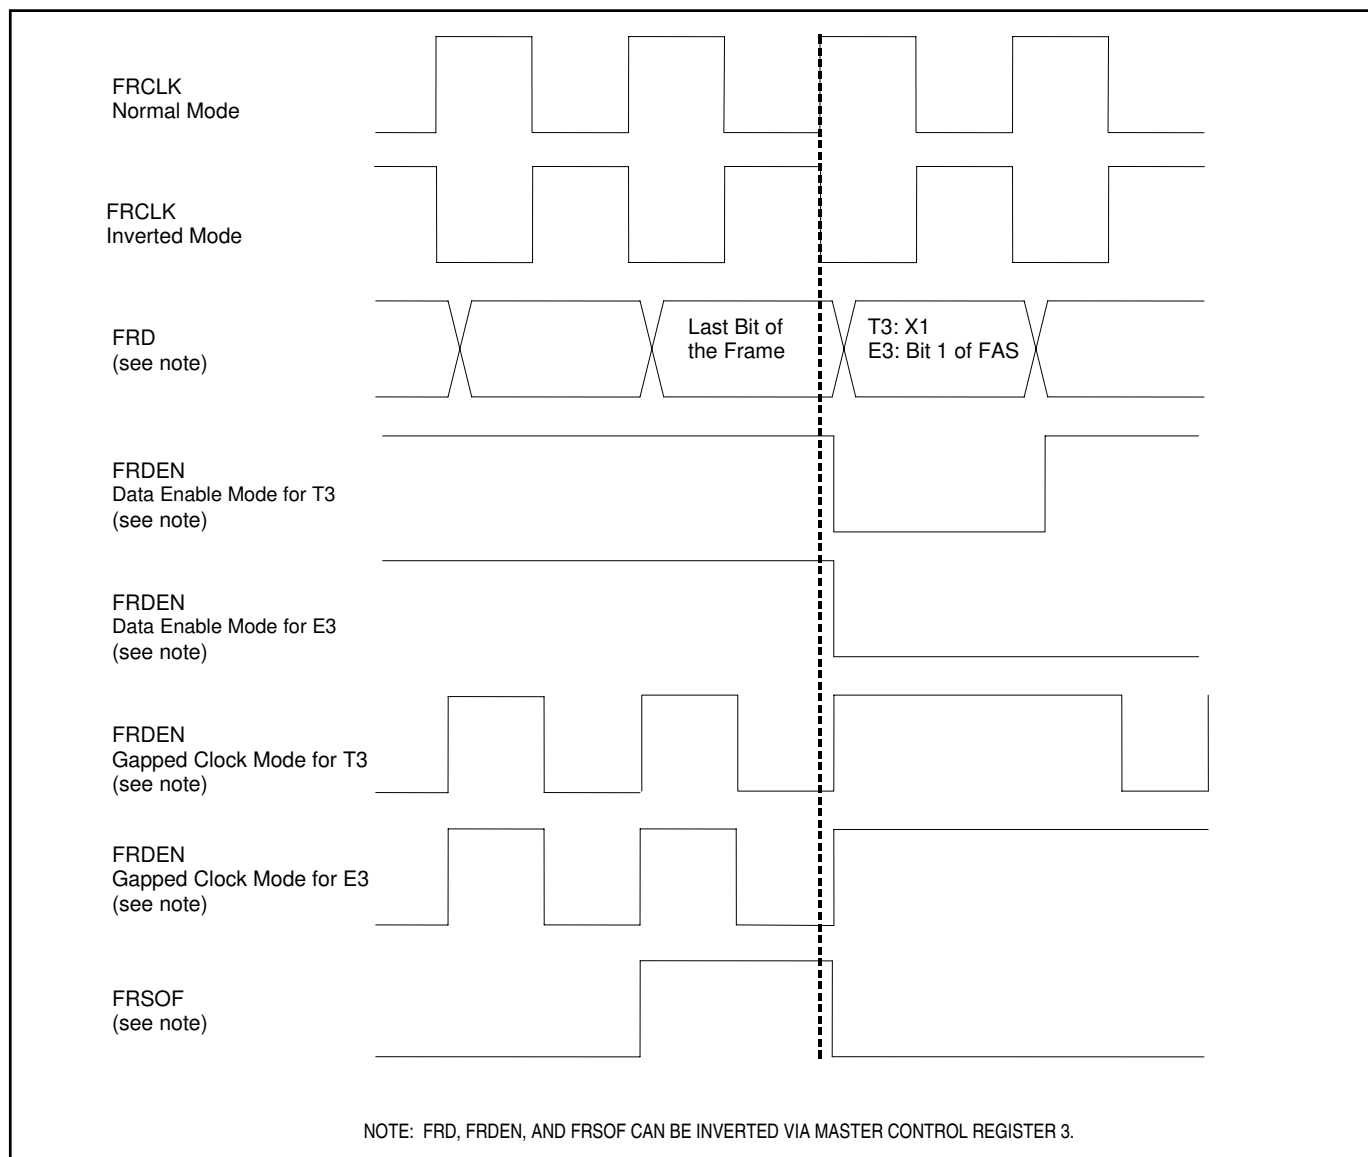 FRCLK
Normal Mode
FRCLK
Inverted Mode
FRD
(see note)
Last Bit of
the Frame
T3: X1
E3: Bit 1 of FAS
FRDEN
Data Enable Mode for T3
(see note)
FRDEN
Data Enable Mode for E3
(see note)
FRDEN
Gapped Clock Mode for T3
(see note)
FRDEN
Gapped Clock Mode for E3
(see note)
FRSOF
(see note)
NOTE: FRD, FRDEN, AND FRSOF CAN BE INVERTED VIA MASTER CONTROL REGISTER 3.